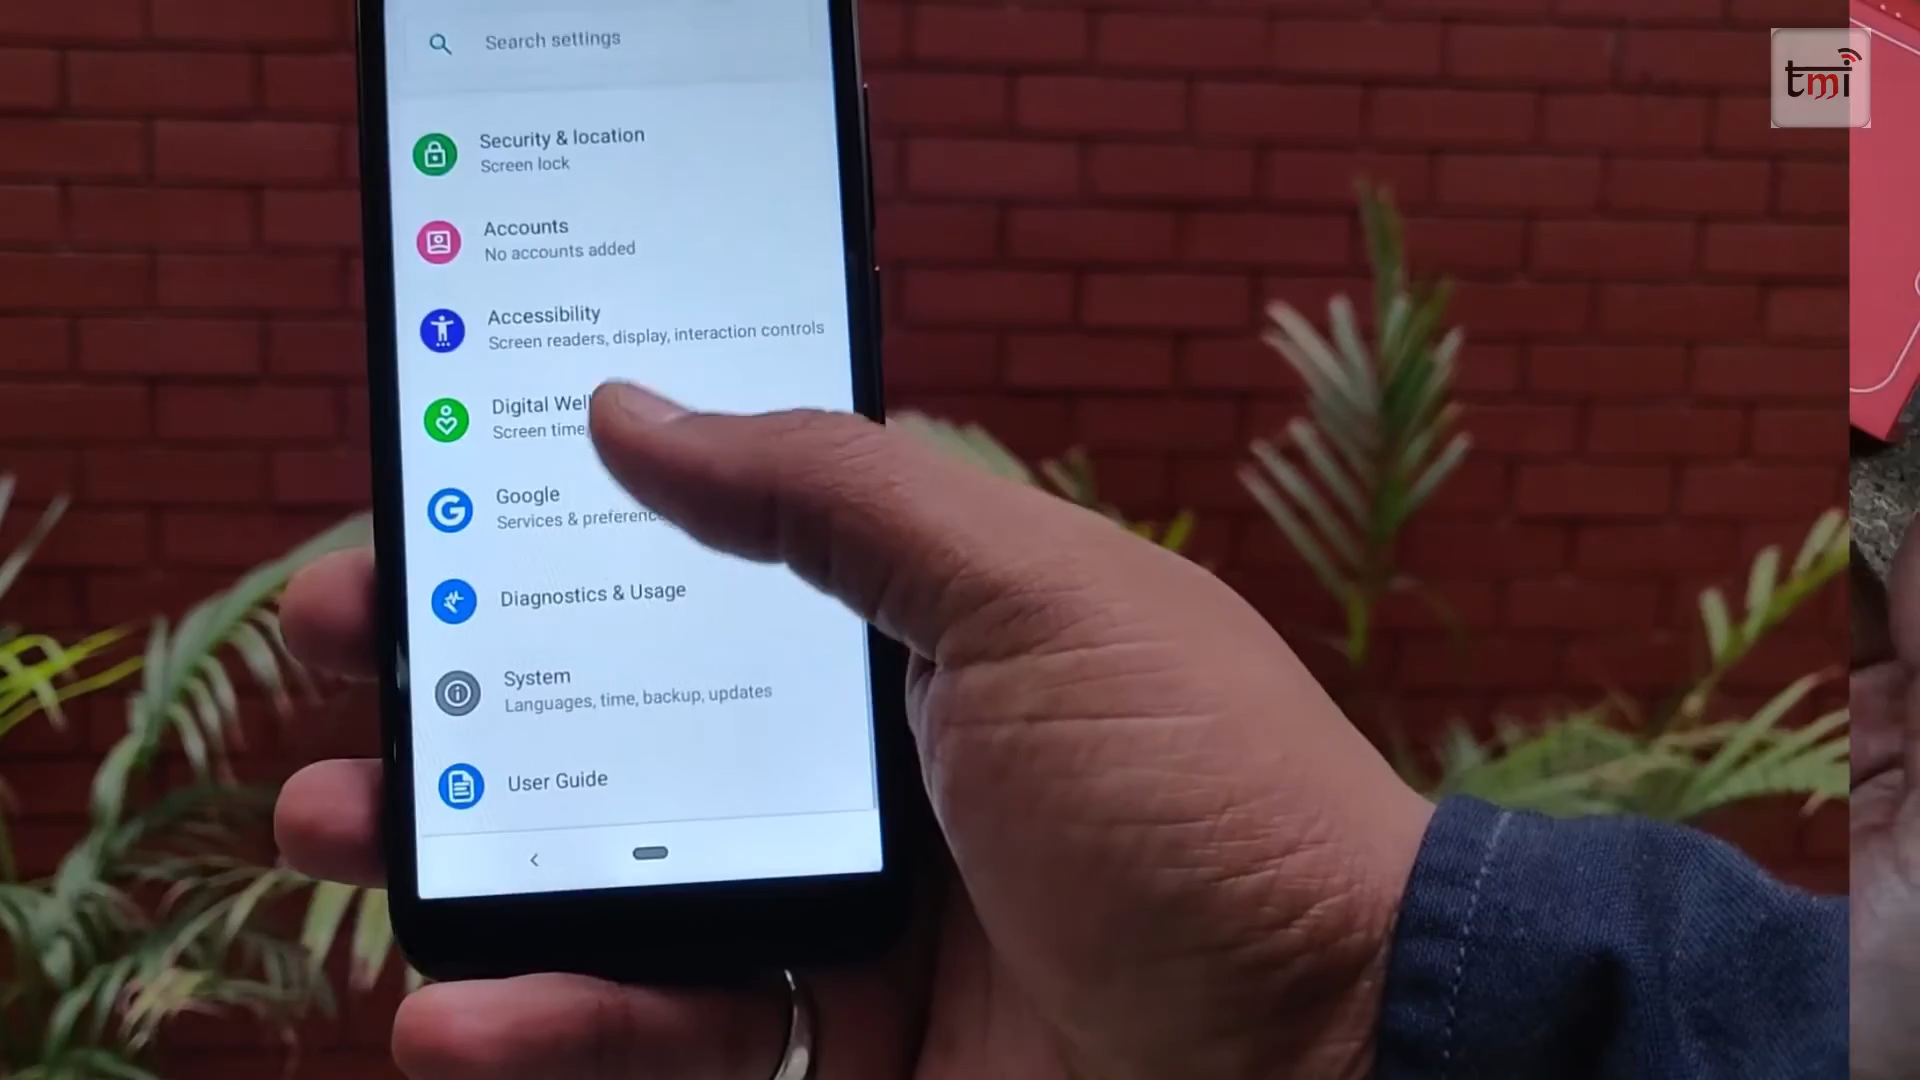 tmi
Search settings
Security & location
Screen lock
Accounts
No accounts added
Accessibility
Screen readers, display, interaction controls
Digital Wel
Screen time
Google
Services & preferenc
Diagnostics & Usage
System
Languages, time, backup, updates
User Guide